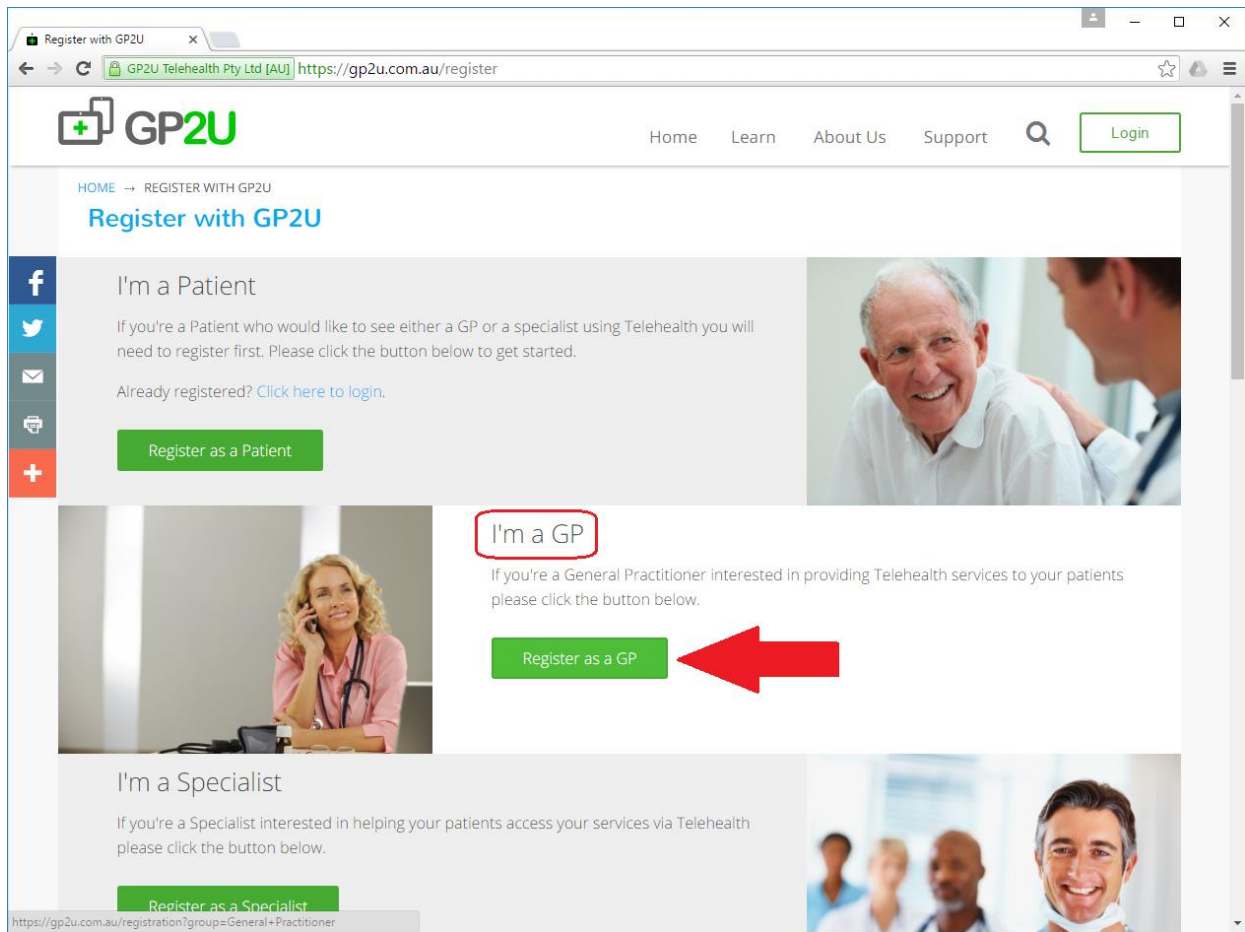 Register with GP2U
GP2U Telehealth Pty Ltd [AU] https://gp2u.com.au/register
GP2U
Home Learn About Us Support Login
HOME → REGISTER WITH GP2U
Register with GP2U
I'm a Patient
If you're a Patient who would like to see either a GP or a specialist using Telehealth you will
need to register first. Please click the button below to get started.
Already registered? Click here to login.
Register as a Patient
I'm a GP
If you're a General Practitioner interested in providing Telehealth services to your patients
please click the button below.
Register as a GP
I'm a Specialist
If you're a Specialist interested in helping your patients access your services via Telehealth
please click the button below.
Register as a Specialist
https://gp2u.com.au/registration?group=General+Practitioner